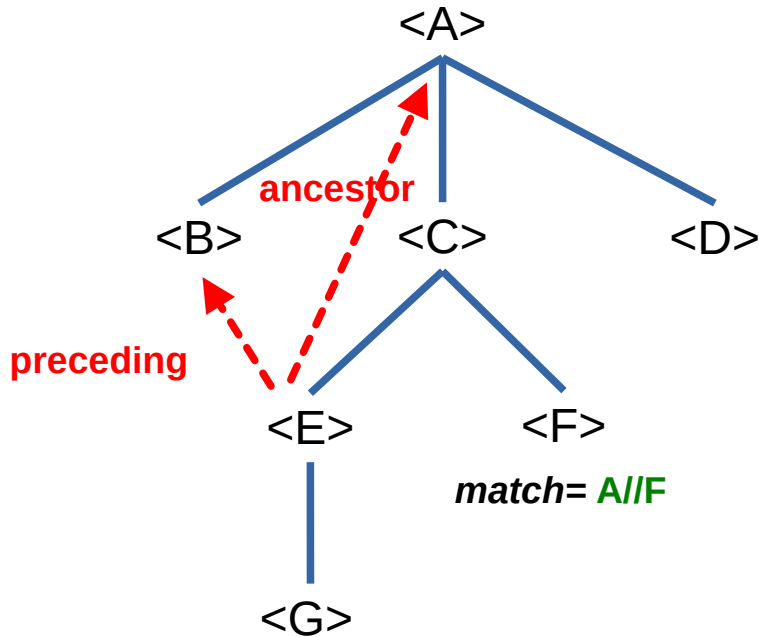 <A>
ancestor
<B>
<C>
<D>
preceding
<E>
<F>
match= A//F
<G>